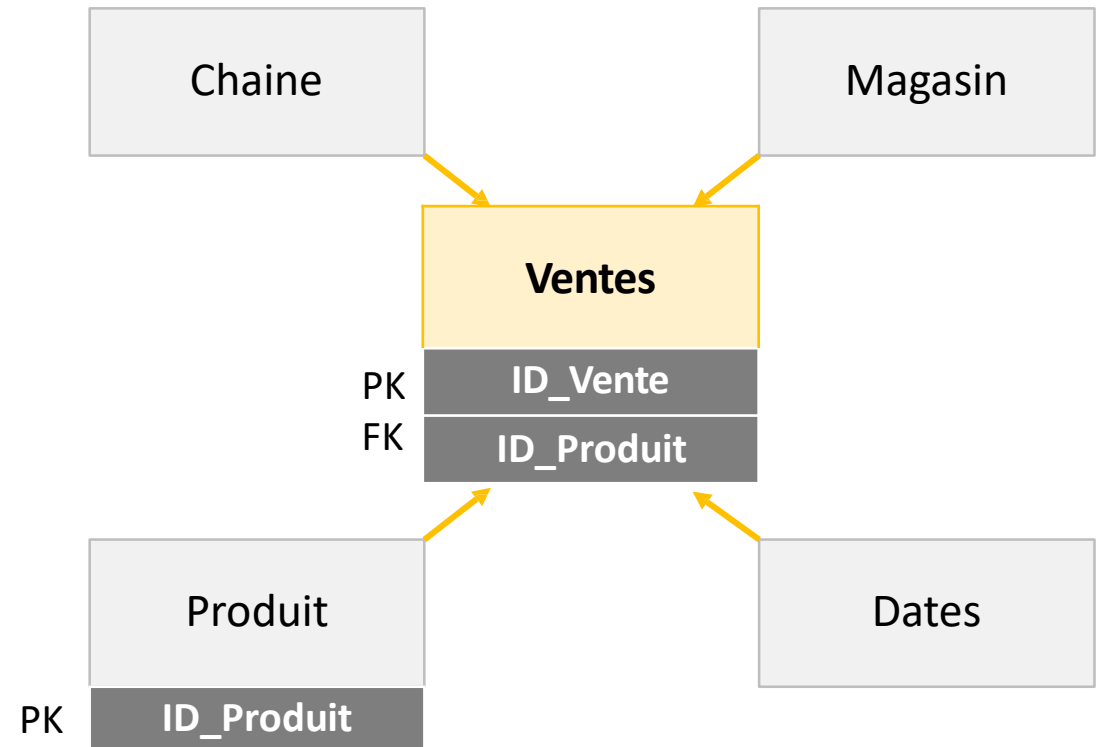 Chaine
Magasin
Ventes
PK
ID_Vente
FK
ID_Produit
Produit
Dates
PK
ID_Produit